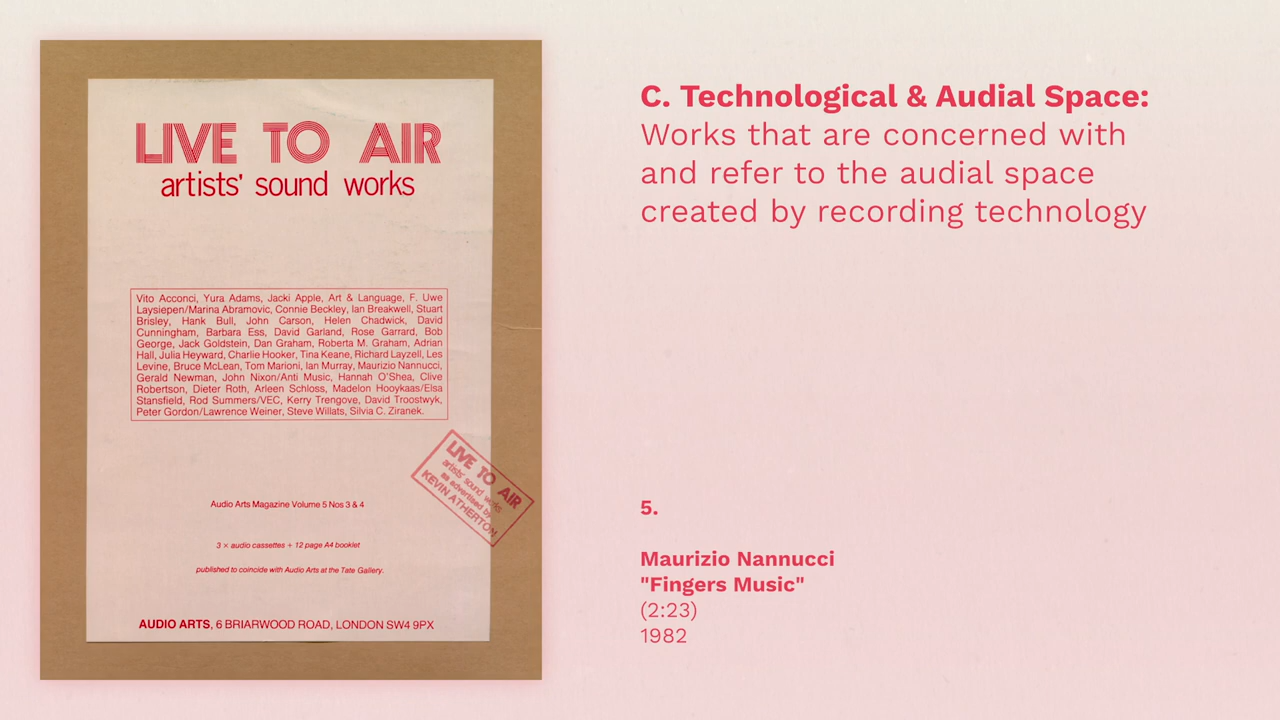 LIVE TO AIR
artists' sound works
Vito Acconci, Yura Adams, Jacki Apple, Art & Language, F. Uwe
Laysiepen/Marina Abramovic, Connie Beckley, Ian Breakwell, Stuart
Brisley, Hank Bull, John Carson, Helen Chadwick, David
Cunningham, Barbara Ess, David Garland, Rose Garrard, Bob
George, Jack Goldstein, Dan Graham, Roberta M. Graham, Adrian
Hall, Julia Heyward, Charlie Hooker, Tina Keane, Richard Layzell, Les
Levine, Bruce McLean, Tom Marioni, Ian Murray, Maurizio Nannucci,
Gerald Newman, John Nixon/Anti Music, Hannah O'Shea, Clive
Robertson, Dieter Roth, Arleen Schloss, Madelon Hooykaas/Elsa
Stansfield, Rod Summers/VEC, Kerry Trengove, David Troostwyk,
Peter Gordon/Lawrence Weiner, Steve Willats, Silvia C. Ziranek.
LIVE TO AIR
artists' sound works
as advertised by
KEVIN ATHERTON
Audio Arts Magazine Volume 5 Nos 3 & 4
3 × audio cassettes + 12 page A4 booklet
published to coincide with Audio Arts at the Tate Gallery.
AUDIO ARTS, 6 BRIARWOOD ROAD, LONDON SW4 9PX
C. Technological & Audial Space:
Works that are concerned with
and refer to the audial space
created by recording technology
5.
Maurizio Nannucci
"Fingers Music"
(2:23)
1982